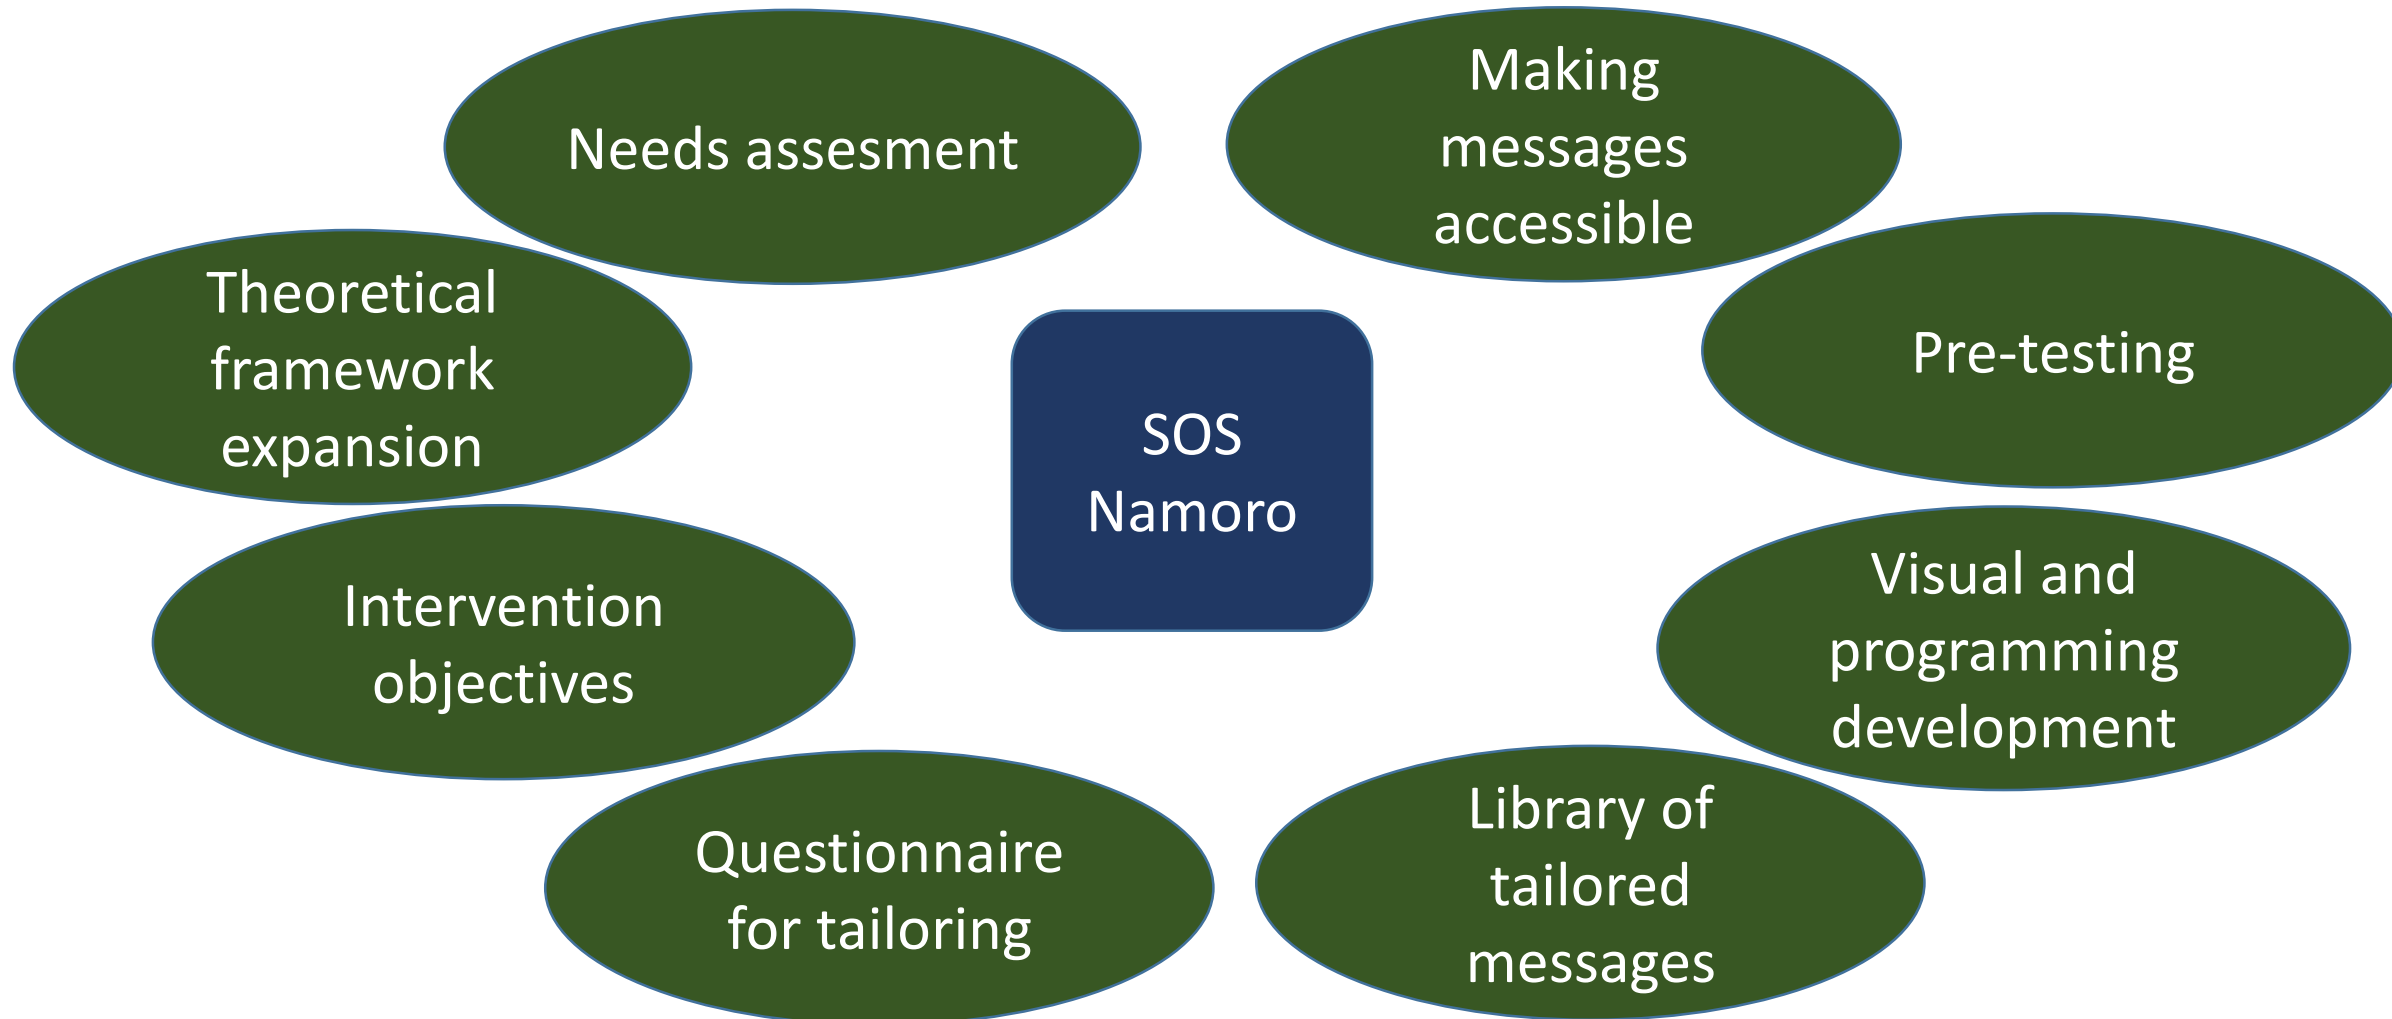 Needs assesment
Making
messages
accessible
Theoretical
framework
expansion
Pre-testing
SOS
Namoro
Intervention
objectives
Visual and
programming
development
Questionnaire
for tailoring
Library of
tailored
messages